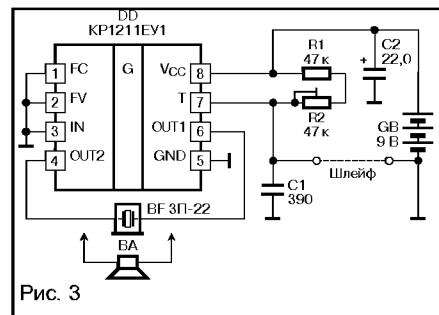 DD
КР1211ЕУ1
1 FC
2 FV
3 IN
4 OUT2
G
VCC 8
T 7
OUT1 6
GND 5
R1
47 к
R2
47 к
C2
+ 22,0
GB
9 В
Шлейф
C1
390
BF ЗП-22
BA
Рис. 3